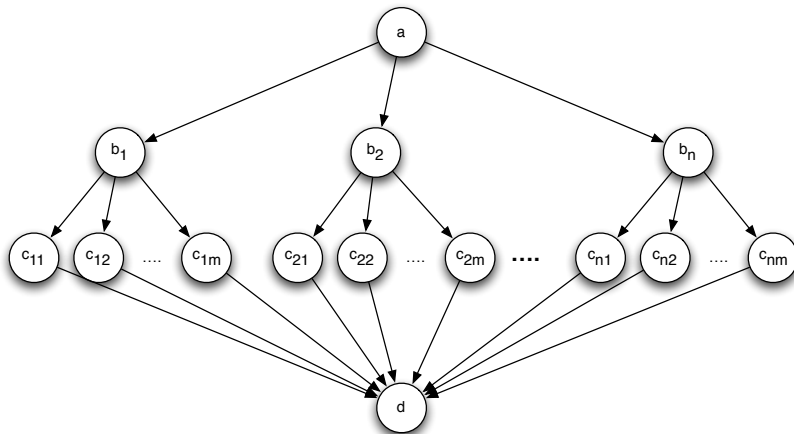 a
b1 b2 bn
c11 c12 .... c1m c21 c22 .... c2m .... cn1 cn2 .... cnm
d